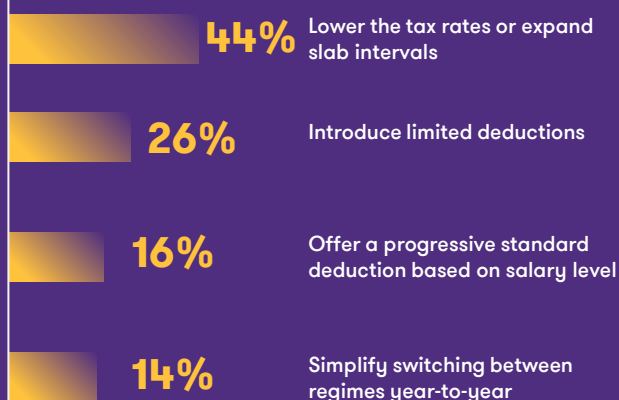 44% Lower the tax rates or expand
slab intervals
26% Introduce limited deductions
16% Offer a progressive standard
deduction based on salary level
14% Simplify switching between
regimes year-to-year